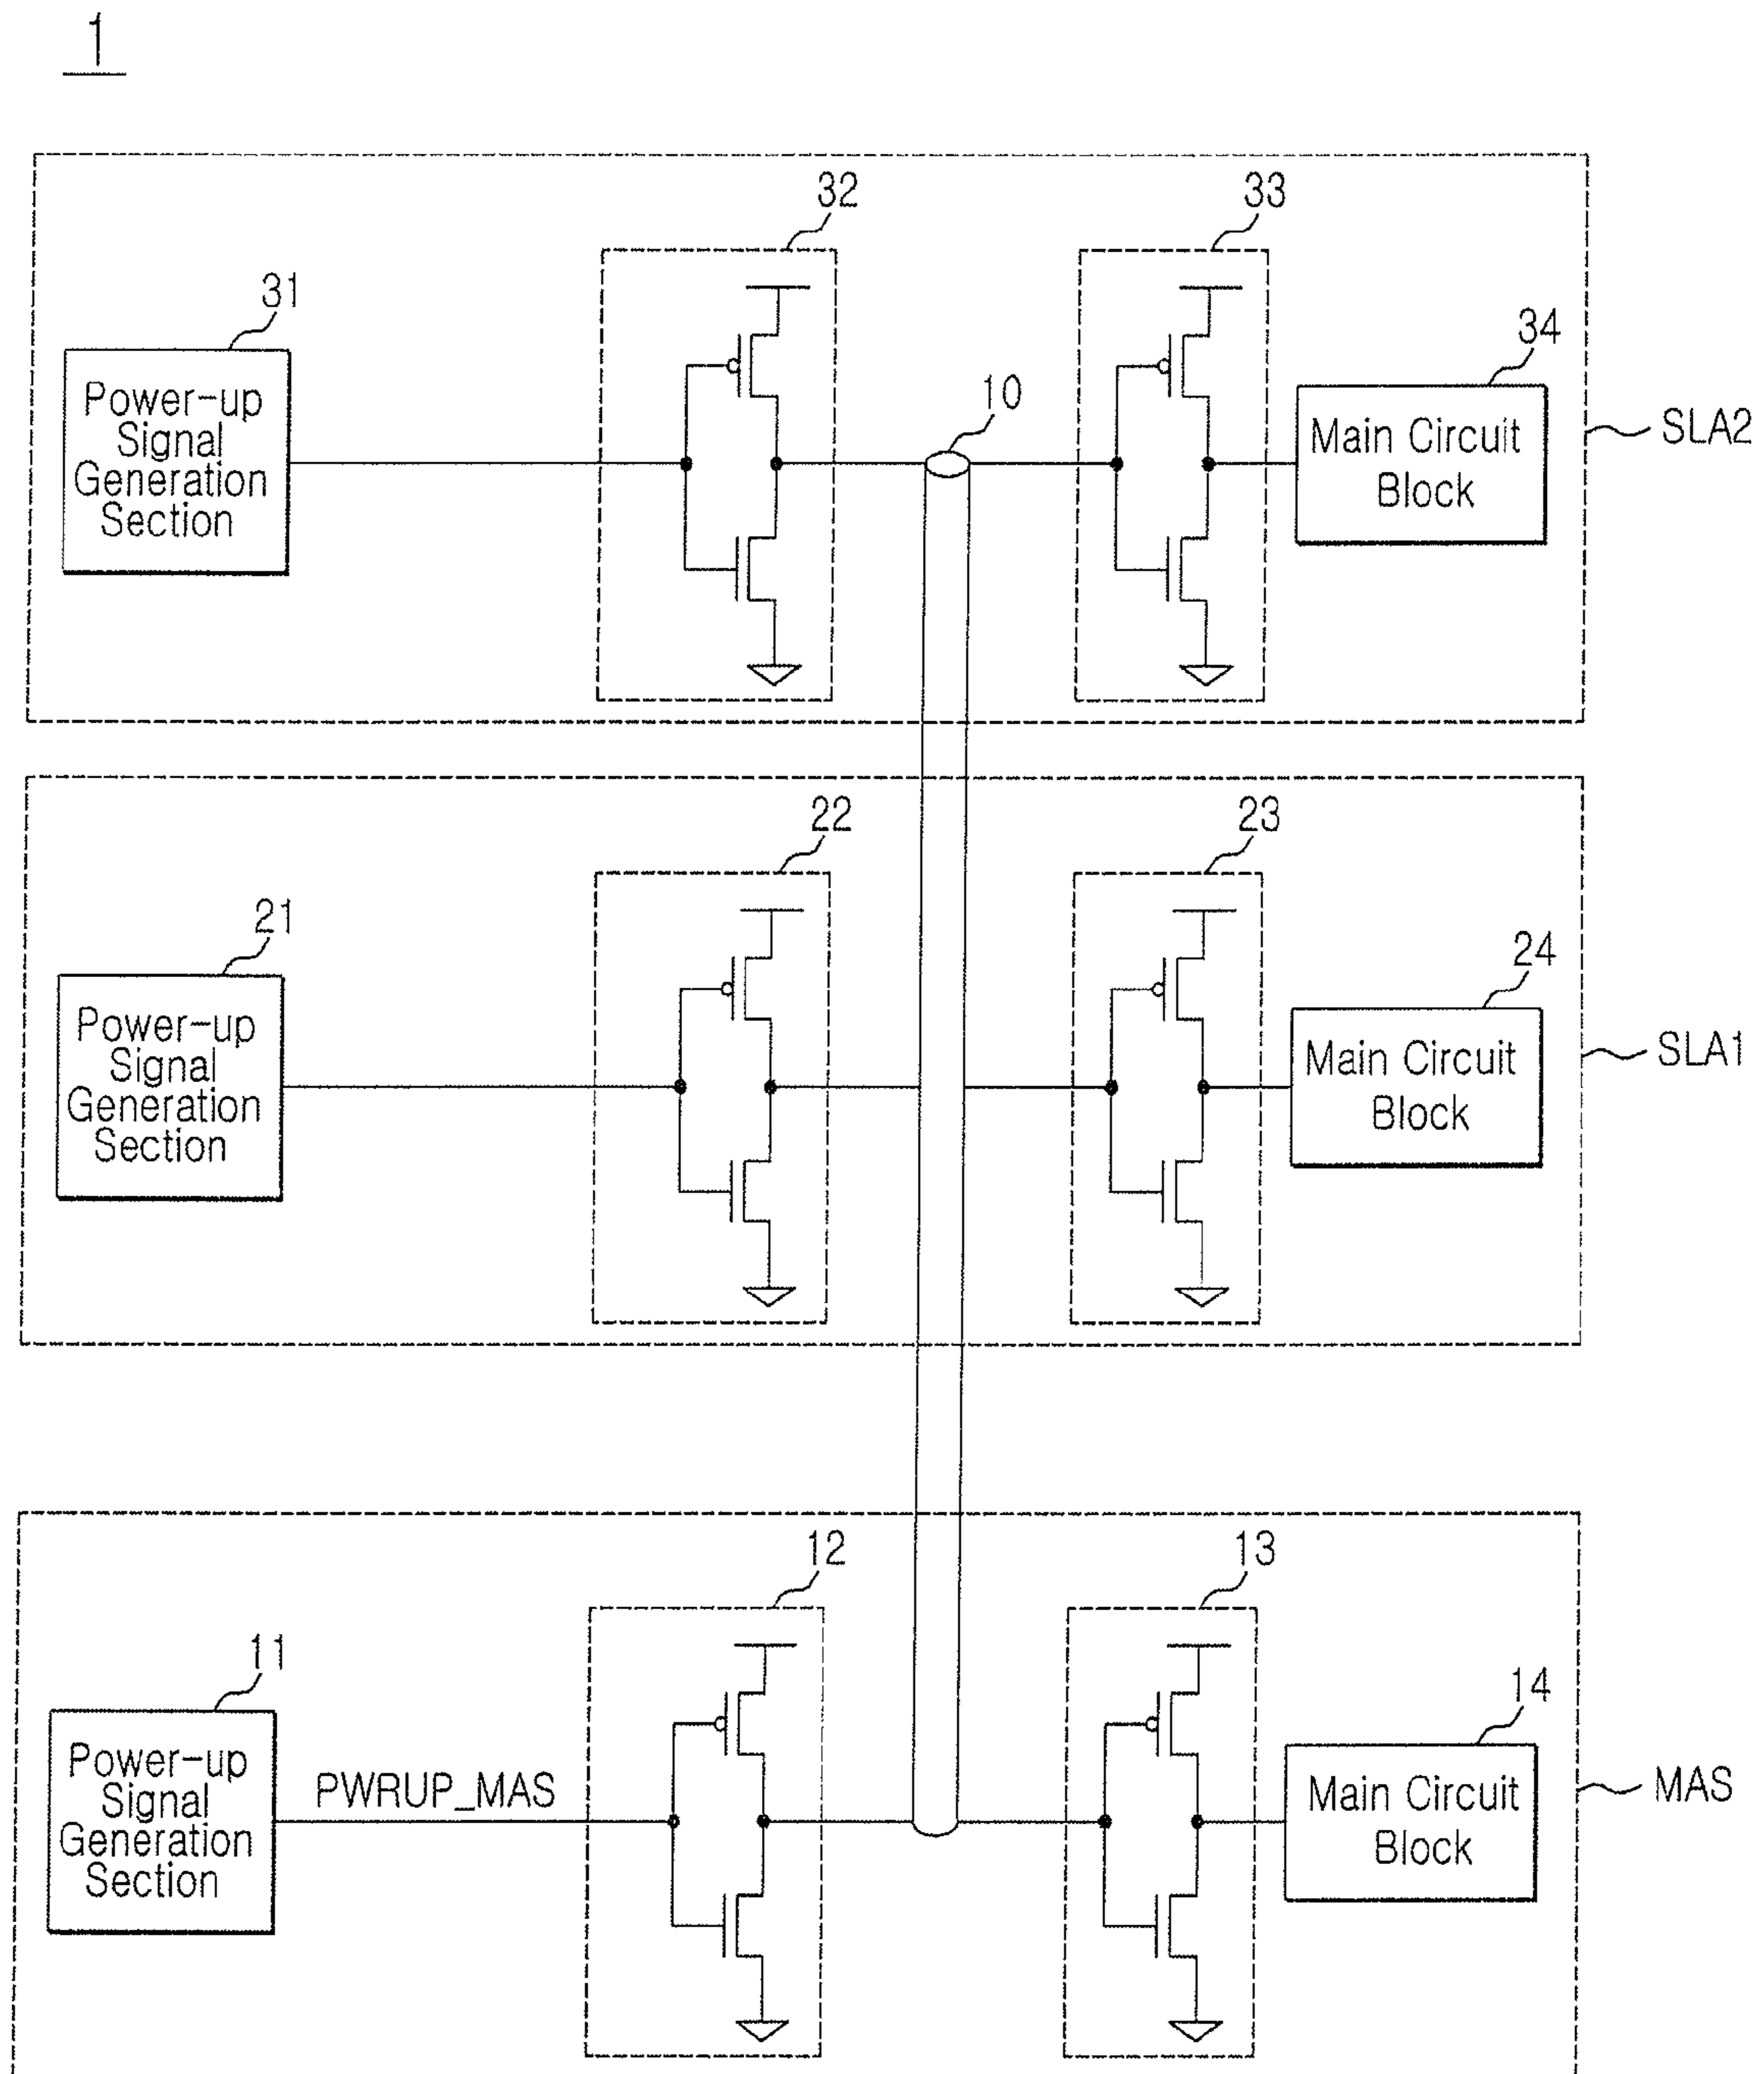 1
32
33
31
34
Power-up
Signal
Generation
Section
10
Main Circuit
Block
SLA2
22
23
21
24
Power-up
Signal
Generation
Section
Main Circuit
Block
SLA1
12
13
11
14
Power-up
Signal
Generation
Section
PWRUP_MAS
Main Circuit
Block
MAS